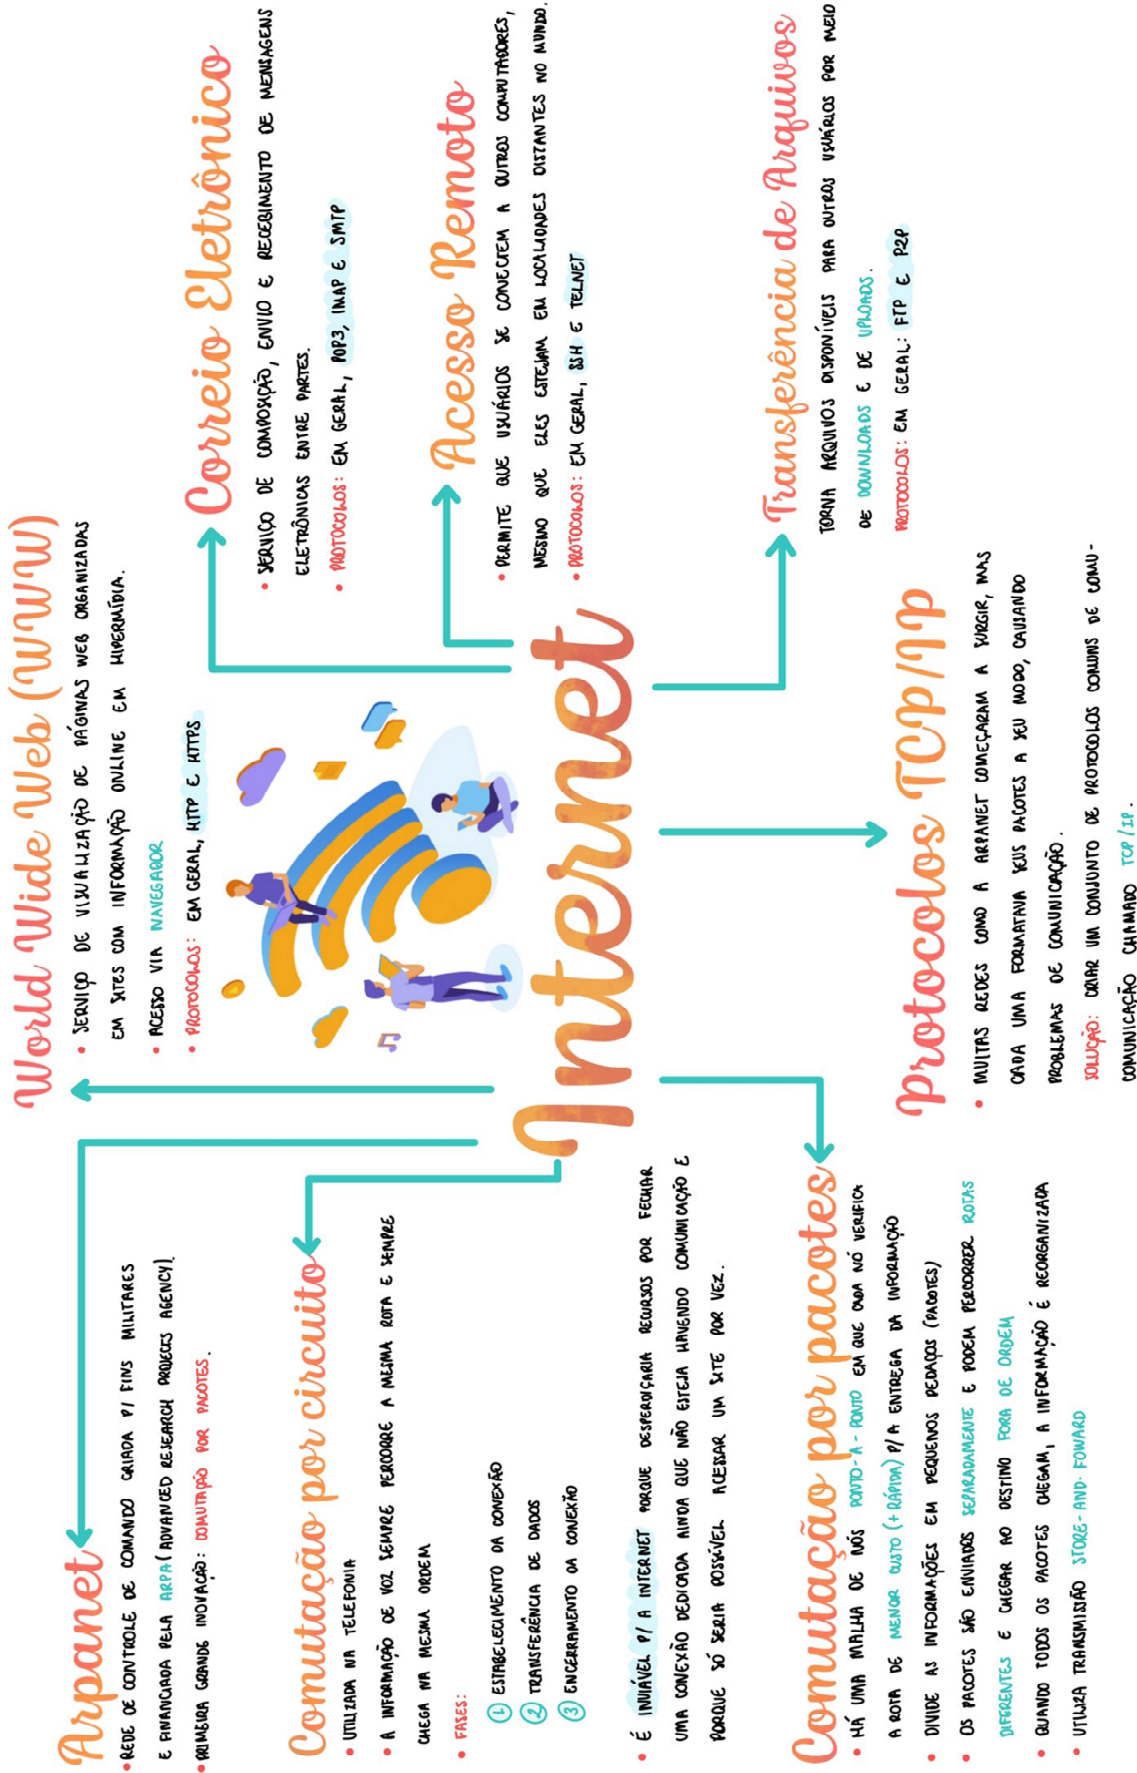 Internet
Arpanet
• REDE DE CONTROLE DE COMANDO CRIADA P/ FINS MILITARES
E FINANCIADA PELA ARPA (ADVANCED RESEARCH PROJECTS AGENCY).
• PRIMEIRA GRANDE INOVAÇÃO: COMUTAÇÃO POR PACOTES.
Comutação por circuito
• UTILIZADA NA TELEFONIA
• A INFORMAÇÃO DE VOZ SEMPRE PERCORRE A MESMA ROTA E SEMPRE
CHEGA NA MESMA ORDEM
• FASES:
① ESTABELECIMENTO DA CONEXÃO
② TRANSFERÊNCIA DE DADOS
③ ENCERRAMENTO DA CONEXÃO
• É INVIÁVEL P/ A INTERNET PORQUE DESPERDIÇARIA RECURSOS POR FECHAR
UMA CONEXÃO DEDICADA AINDA QUE NÃO ESTEJA HAVENDO COMUNICAÇÃO E
PORQUE SÓ SERIA POSSÍVEL ACESSAR UM SITE POR VEZ.
Comutação por pacotes
• HÁ UMA MALHA DE NÓS PONTO-A-PONTO EM QUE CADA NÓ VERIFICA
A ROTA DE MENOR CUSTO (+ RÁPIDA) P/ A ENTREGA DA INFORMAÇÃO
• DIVIDE AS INFORMAÇÕES EM PEQUENOS PEDAÇOS (PACOTES)
• OS PACOTES SÃO ENVIADOS SEPARADAMENTE E PODEM PERCORRER ROTAS
DIFERENTES E CHEGAR AO DESTINO FORA DE ORDEM
• QUANDO TODOS OS PACOTES CHEGAM, A INFORMAÇÃO É REORGANIZADA
• UTILIZA TRANSMISSÃO STORE-AND-FOWARD
World Wide Web (WWW)
• SERVIÇO DE VISUALIZAÇÃO DE PÁGINAS WEB ORGANIZADAS
EM SITES COM INFORMAÇÃO ONLINE EM HIPERMÍDIA.
• ACESSO VIA NAVEGADOR
• PROTOCOLOS: EM GERAL, HTTP E HTTPS
Protocolos TCP/IP
• MUITAS REDES COMO A ARPANET COMEÇARAM A SURGIR, MAS
CADA UMA FORMATAVA SEUS PACOTES A SEU MODO, CAUSANDO
PROBLEMAS DE COMUNICAÇÃO.
SOLUÇÃO: CRIAR UM CONJUNTO DE PROTOCOLOS COMUNS DE COMU-
COMUNICAÇÃO CHAMADO TCP/IP.
Correio Eletrônico
• SERVICO DE COMPOSIÇÃO, ENVIO E RECEBIMENTO DE MENSAGENS
ELETRÔNICAS ENTRE PARTES.
• PROTOCOLOS: EM GERAL, POP3, IMAP E SMTP
Acesso Remoto
• PERMITE QUE USUÁRIOS SE CONECTEM A OUTROS COMPUTADORES,
MESMO QUE ELES ESTEJAM EM LOCALIDADES DISTANTES NO MUNDO.
• PROTOCOLOS: EM GERAL, SSH E TELNET
Transferência de Arquivos
TORNA ARQUIVOS DISPONÍVEIS PARA OUTROS USUÁRIOS POR MEIO
DE DOWNLOADS E DE UPLOADS.
PROTOCOLOS: EM GERAL: FTP E P2P